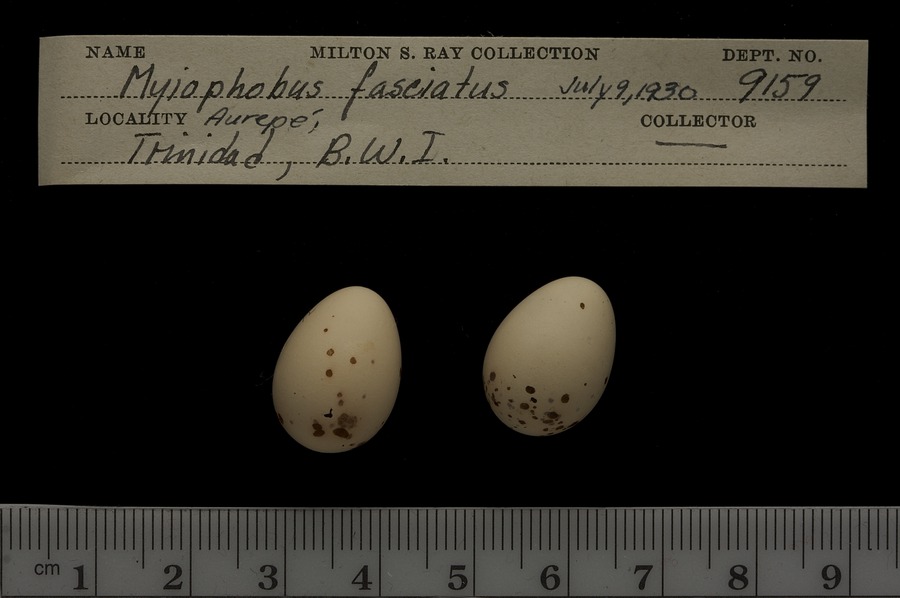 NAME MILTON S. RAY COLLECTION DEPT. NO.
Myiophobus fasciatus July 9, 1930 9159
LOCALITY Aurepé, COLLECTOR
Trinidad, B.W.I.
cm 1 2 3 4 5 6 7 8 9